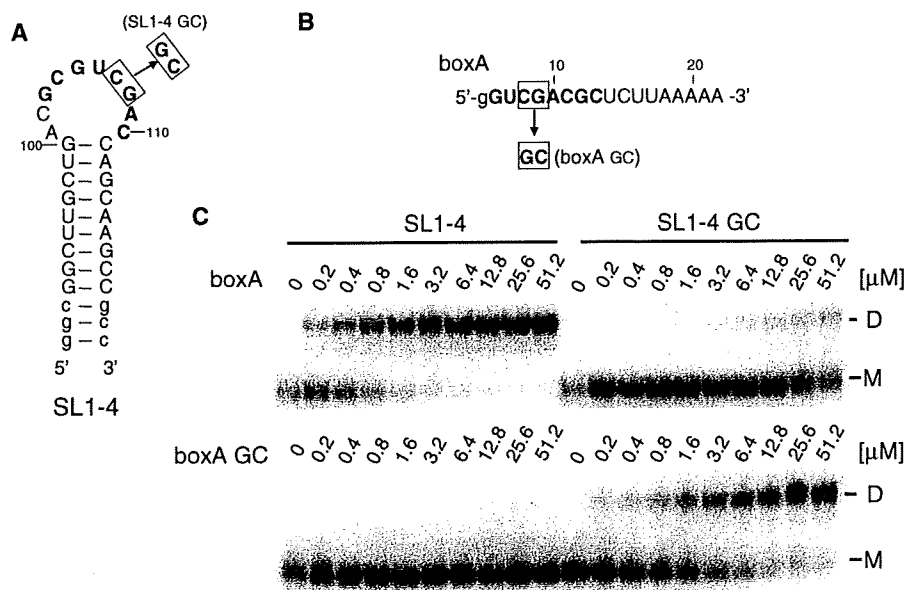 A
(SL1-4 GC)
G
C
A C G C G U C G A C
100
110
G – C
U – A
C – G
G – C
U – A
U – A
C – G
G – C
G – C
c – g
g – c
g – c
5' 3'
SL1-4
B
boxA
10 20
5'-gGUCGACGCUCUUAAAAA -3'
GC (boxA GC)
C
SL1-4 SL1-4 GC
boxA 0 0.2 0.4 0.8 1.6 3.2 6.4 12.8 25.6 51.2 0 0.2 0.4 0.8 1.6 3.2 6.4 12.8 25.6 51.2 [μM]
- D
- M
boxA GC 0 0.2 0.4 0.8 1.6 3.2 6.4 12.8 25.6 51.2 0 0.2 0.4 0.8 1.6 3.2 6.4 12.8 25.6 51.2 [μM]
- D
- M